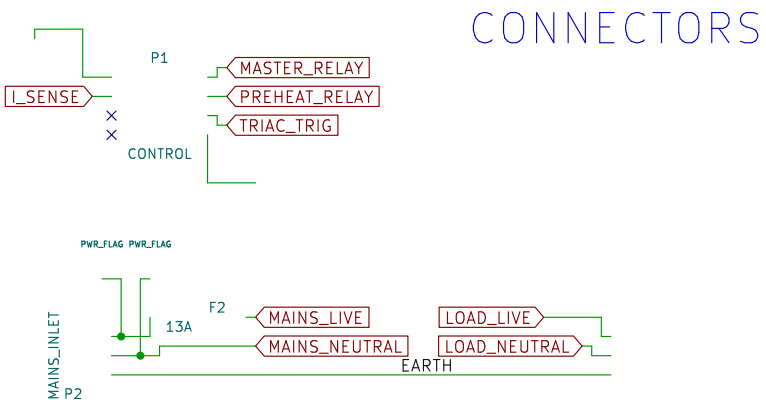 CONNECTORS
P1
MASTER_RELAY
I_SENSE
PREHEAT_RELAY
TRIAC_TRIG
CONTROL
PWR_FLAG PWR_FLAG
F2
13A
MAINS_LIVE
LOAD_LIVE
MAINS_NEUTRAL
LOAD_NEUTRAL
EARTH
MAINS_INLET
P2